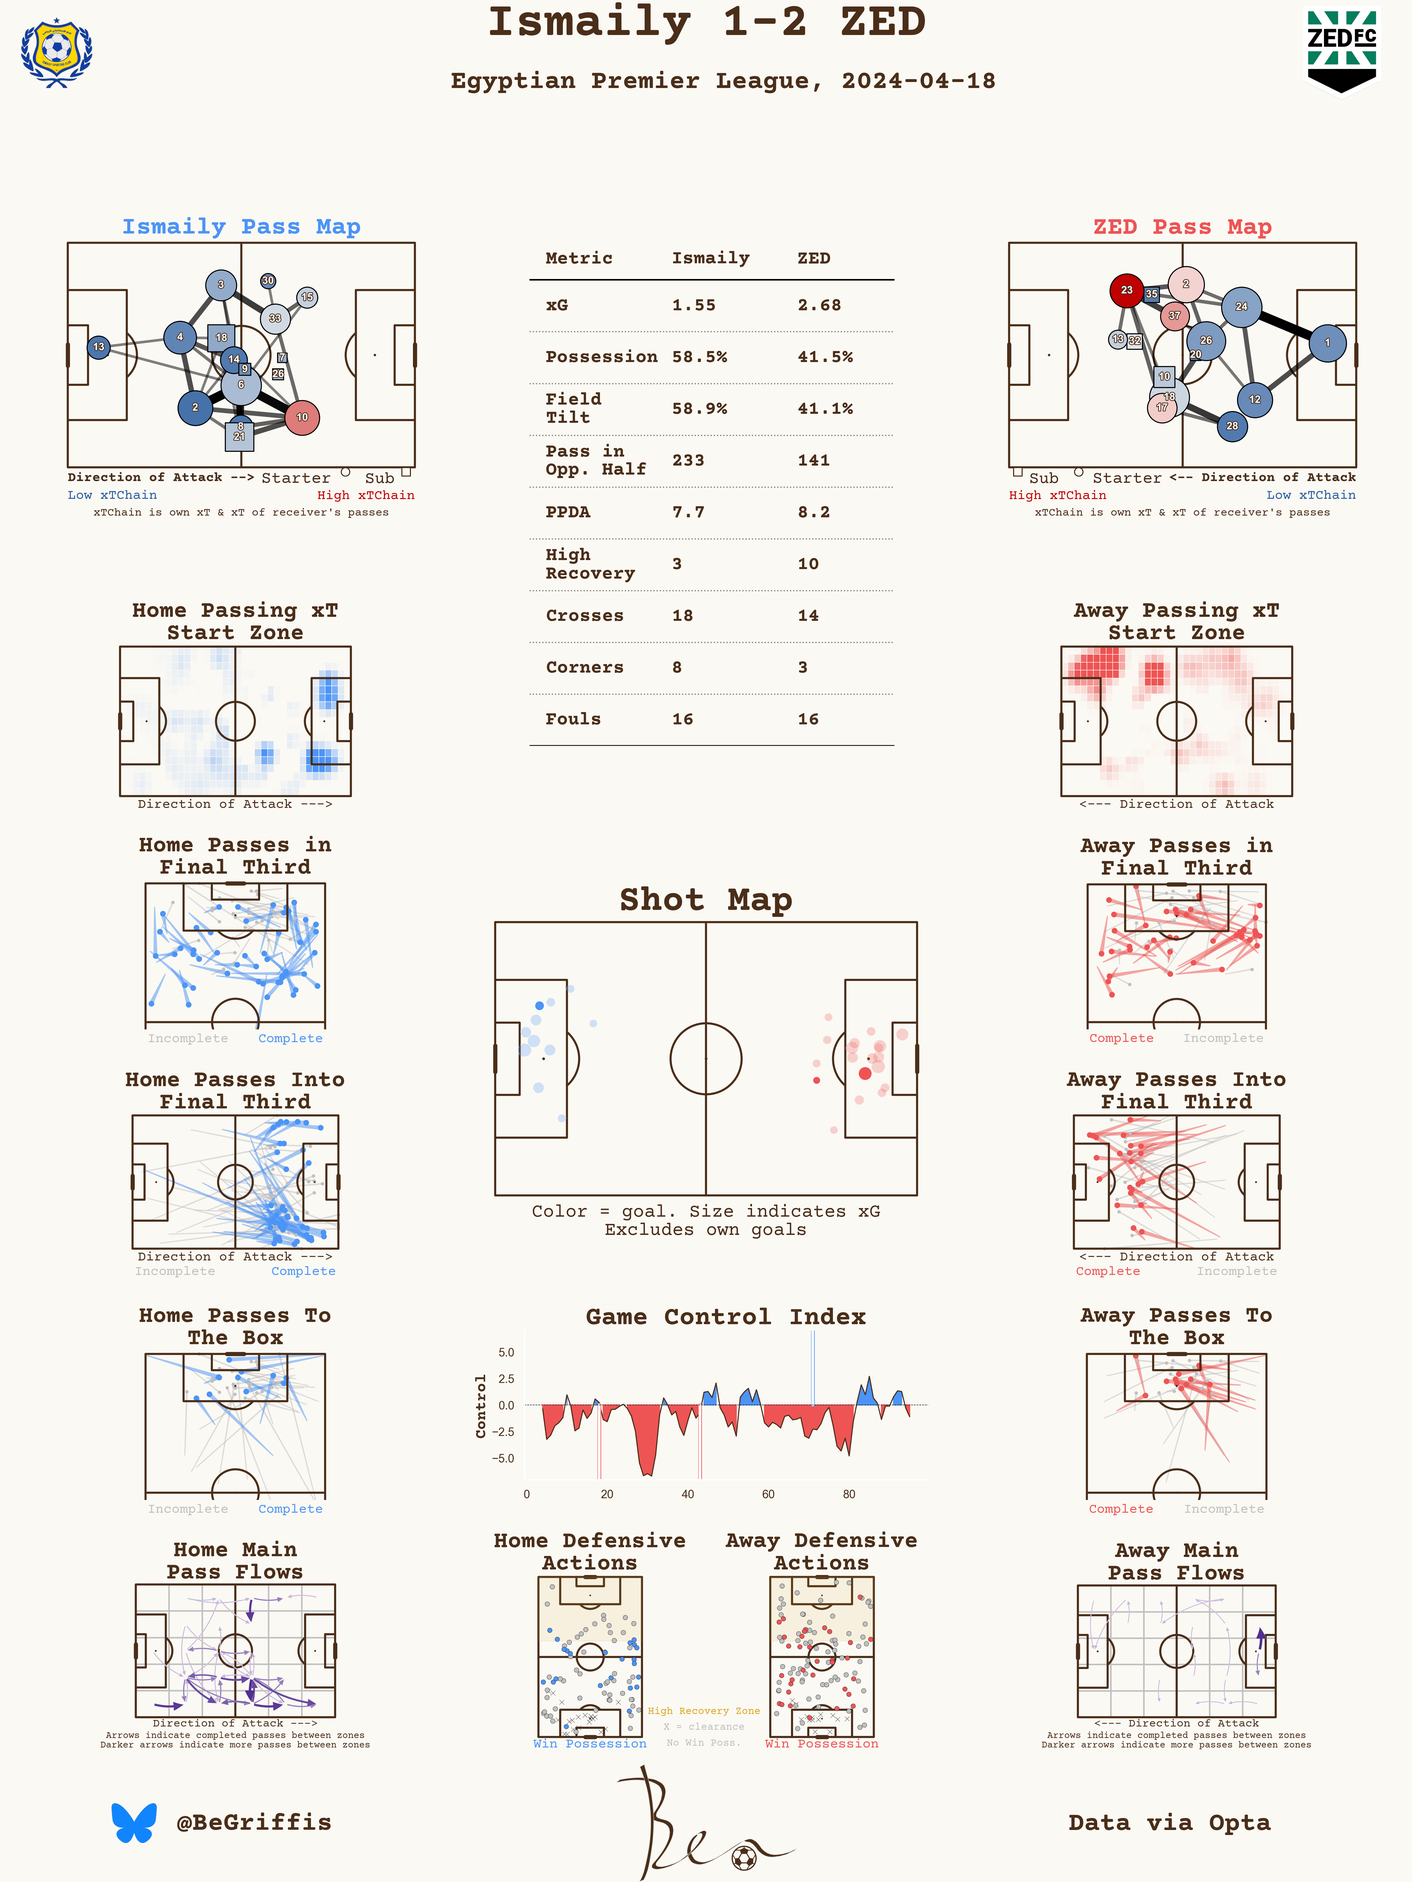 Ismaily 1-2 ZED
Egyptian Premier League, 2024-04-18
ZED FC
Ismaily Pass Map
3
30
15
33
4
18
13
14
7
9
26
6
2
10
8
21
Direction of Attack --> Starter Sub
Low xTChain High xTChain
xTChain is own xT & xT of receiver's passes
Metric Ismaily ZED
xG 1.55 2.68
Possession 58.5% 41.5%
Field
Tilt 58.9% 41.1%
Pass in
Opp. Half 233 141
PPDA 7.7 8.2
High
Recovery 3 10
Crosses 18 14
Corners 8 3
Fouls 16 16
ZED Pass Map
23
35
2
24
37
13
32
26
1
20
10
18
17
12
28
Sub Starter <-- Direction of Attack
High xTChain Low xTChain
xTChain is own xT & xT of receiver's passes
Home Passing xT
Start Zone
Direction of Attack --->
Away Passing xT
Start Zone
<--- Direction of Attack
Home Passes in
Final Third
Incomplete Complete
Away Passes in
Final Third
Complete Incomplete
Shot Map
Color = goal. Size indicates xG
Excludes own goals
Home Passes Into
Final Third
Direction of Attack --->
Incomplete Complete
Away Passes Into
Final Third
<--- Direction of Attack
Complete Incomplete
Home Passes To
The Box
Incomplete Complete
Game Control Index
Control
5.0
2.5
0.0
−2.5
−5.0
0 20 40 60 80
Away Passes To
The Box
Complete Incomplete
Home Main
Pass Flows
Direction of Attack --->
Arrows indicate completed passes between zones
Darker arrows indicate more passes between zones
Home Defensive
Actions
Win Possession
Away Defensive
Actions
Win Possession
High Recovery Zone
X = clearance
No Win Poss.
Away Main
Pass Flows
<--- Direction of Attack
Arrows indicate completed passes between zones
Darker arrows indicate more passes between zones
@BeGriffis
Ben
Data via Opta